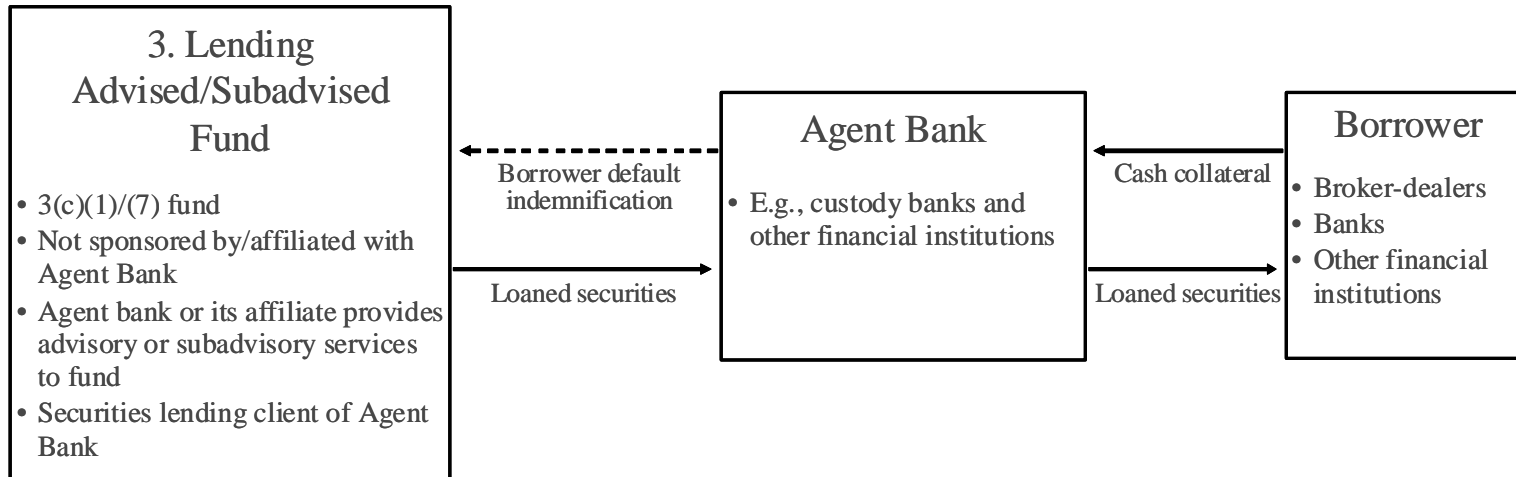 3. Lending
Advised/Subadvised
Fund
• 3(c)(1)/(7) fund
• Not sponsored by/affiliated with
Agent Bank
• Agent bank or its affiliate provides
advisory or subadvisory services
to fund
• Securities lending client of Agent
Bank
Borrower default
indemnification
Loaned securities
Agent Bank
• E.g., custody banks and
other financial institutions
Cash collateral
Loaned securities
Borrower
• Broker-dealers
• Banks
• Other financial
institutions